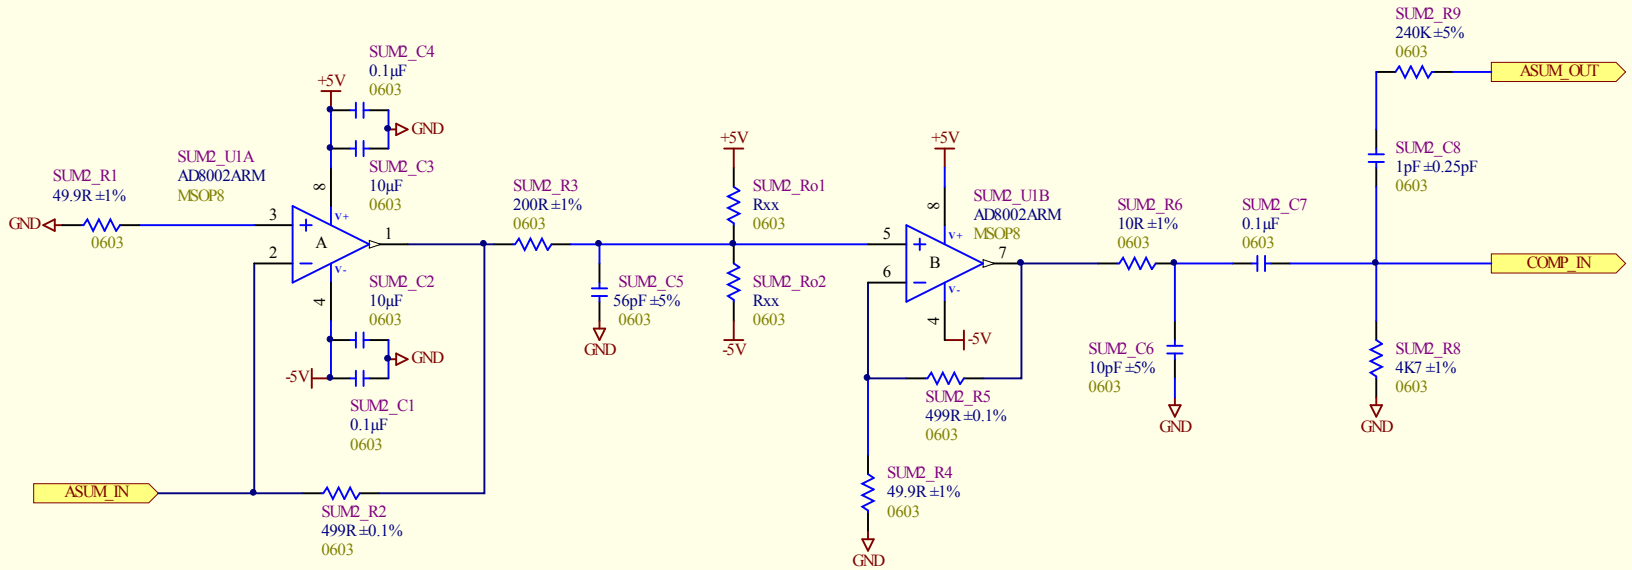 SUM2_R9
240K ±5%
0603
ASUM_OUT
SUM2_C4
0.1µF
0603
+5V
GND
SUM2_C3
10µF
0603
SUM2_U1A
AD8002ARM
MSOP8
SUM2_R1
49.9R ±1%
0603
GND
8
3
2
V+
A
V-
1
4
SUM2_C2
10µF
0603
GND
-5V
SUM2_C1
0.1µF
0603
ASUM_IN
SUM2_R2
499R ±0.1%
0603
SUM2_R3
200R ±1%
0603
SUM2_C5
56pF ±5%
0603
GND
+5V
SUM2_Ro1
Rxx
0603
SUM2_Ro2
Rxx
0603
-5V
+5V
8
SUM2_U1B
AD8002ARM
MSOP8
5
6
V+
B
V-
7
4
-5V
SUM2_R5
499R ±0.1%
0603
SUM2_R4
49.9R ±1%
0603
GND
SUM2_R6
10R ±1%
0603
SUM2_C7
0.1µF
0603
SUM2_C6
10pF ±5%
0603
GND
SUM2_C8
1pF ±0.25pF
0603
COMP_IN
SUM2_R8
4K7 ±1%
0603
GND